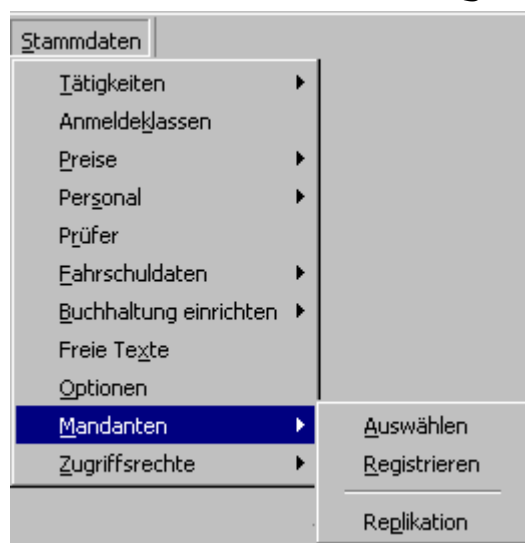 Stammdaten
Tätigkeiten
Anmeldeklassen
Preise
Personal
Prüfer
Fahrschuldaten
Buchhaltung einrichten
Freie Texte
Optionen
Mandanten
Zugriffsrechte
Auswählen
Registrieren
Replikation